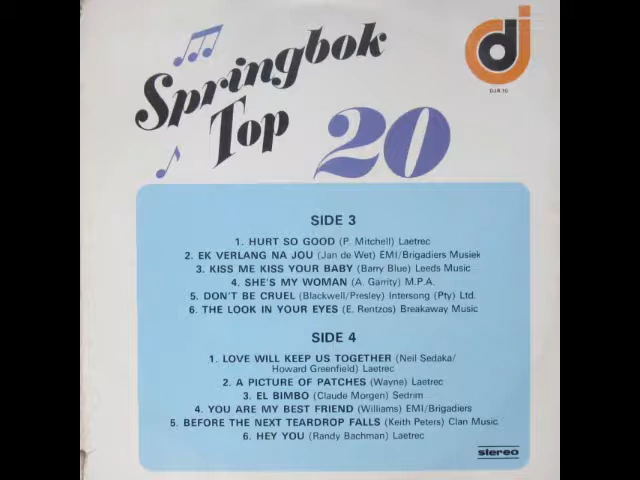 Springbok
Top 20
dj
DJR 10
SIDE 3
1. HURT SO GOOD (P. Mitchell) Laetrec
2. EK VERLANG NA JOU (Jan de Wet) EMI/Brigadiers Musiek
3. KISS ME KISS YOUR BABY (Barry Blue) Leeds Music
4. SHE'S MY WOMAN (A. Garrity) M.P.A.
5. DON'T BE CRUEL (Blackwell/Presley) Intersong (Pty) Ltd.
6. THE LOOK IN YOUR EYES (E. Rentzos) Breakaway Music
SIDE 4
1. LOVE WILL KEEP US TOGETHER (Neil Sedaka/
Howard Greenfield) Laetrec
2. A PICTURE OF PATCHES (Wayne) Laetrec
3. EL BIMBO (Claude Morgen) Sedrim
4. YOU ARE MY BEST FRIEND (Williams) EMI/Brigadiers
5. BEFORE THE NEXT TEARDROP FALLS (Keith Peters) Clan Music
6. HEY YOU (Randy Bachman) Laetrec
stereo